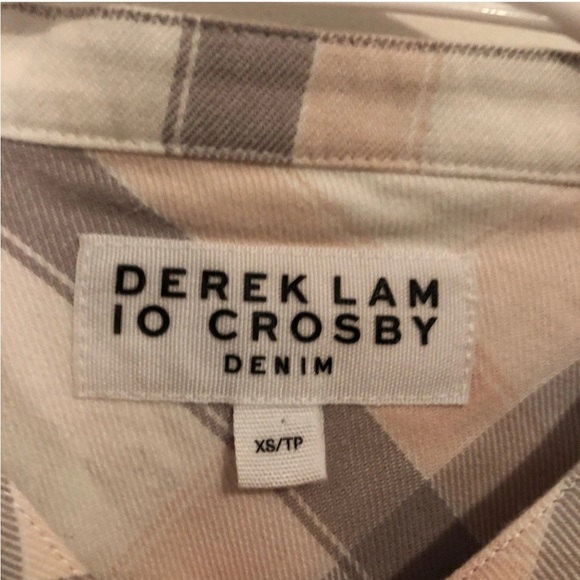 DEREK LAM
10 CROSBY
DENIM
XS/TP